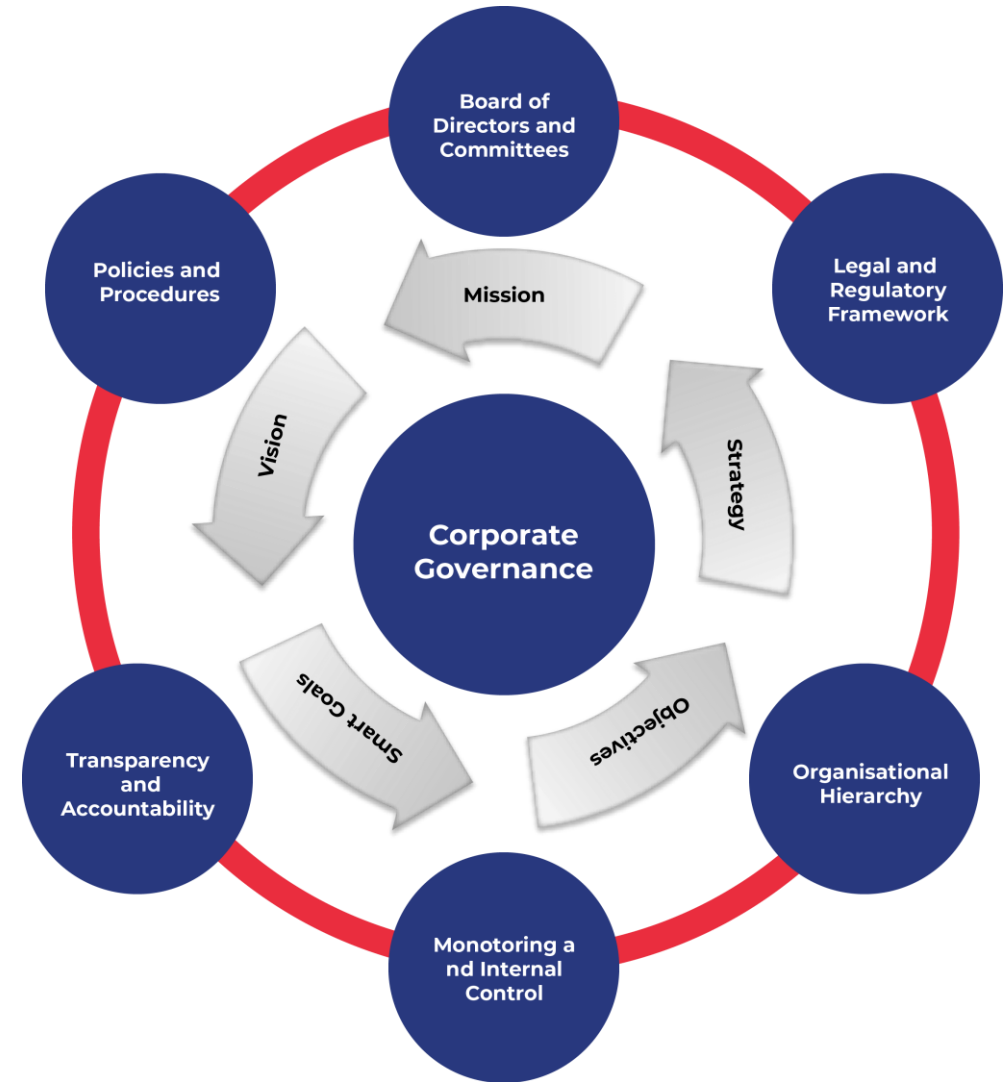 Board of
Directors and
Committees
Policies and
Procedures
Legal and
Regulatory
Framework
Mission
Vision
Strategy
Corporate
Governance
Smart Goals
Objectives
Transparency
and
Accountability
Organisational
Hierarchy
Monotoring a
nd Internal
Control